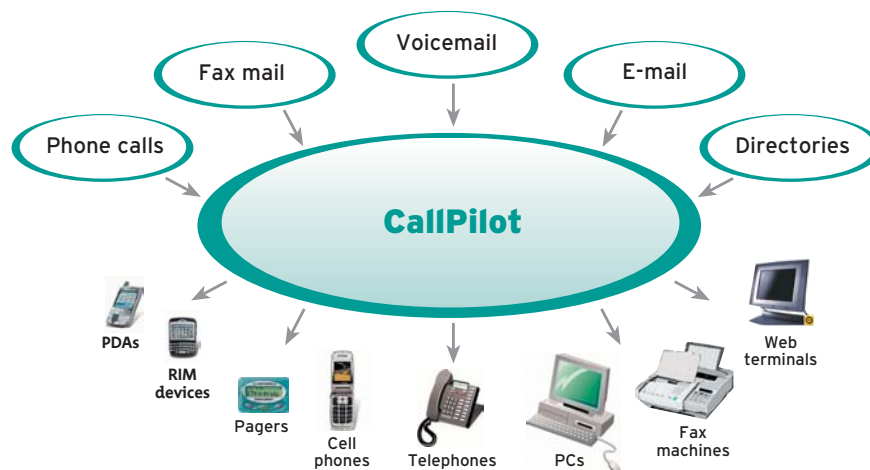 Voicemail
Fax mail
E-mail
Phone calls
Directories
CallPilot
PDAs
RIM
devices
Pagers
Cell
phones
Telephones
PCs
Fax
machines
Web
terminals